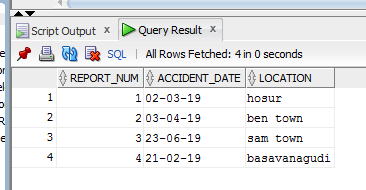 Script Output × Query Result ×
SQL | All Rows Fetched: 4 in 0 seconds
REPORT_NUM ACCIDENT_DATE LOCATION
1 1 02-03-19 hosur
2 2 03-04-19 ben town
3 3 23-06-19 sam town
4 4 21-02-19 basavanagudi